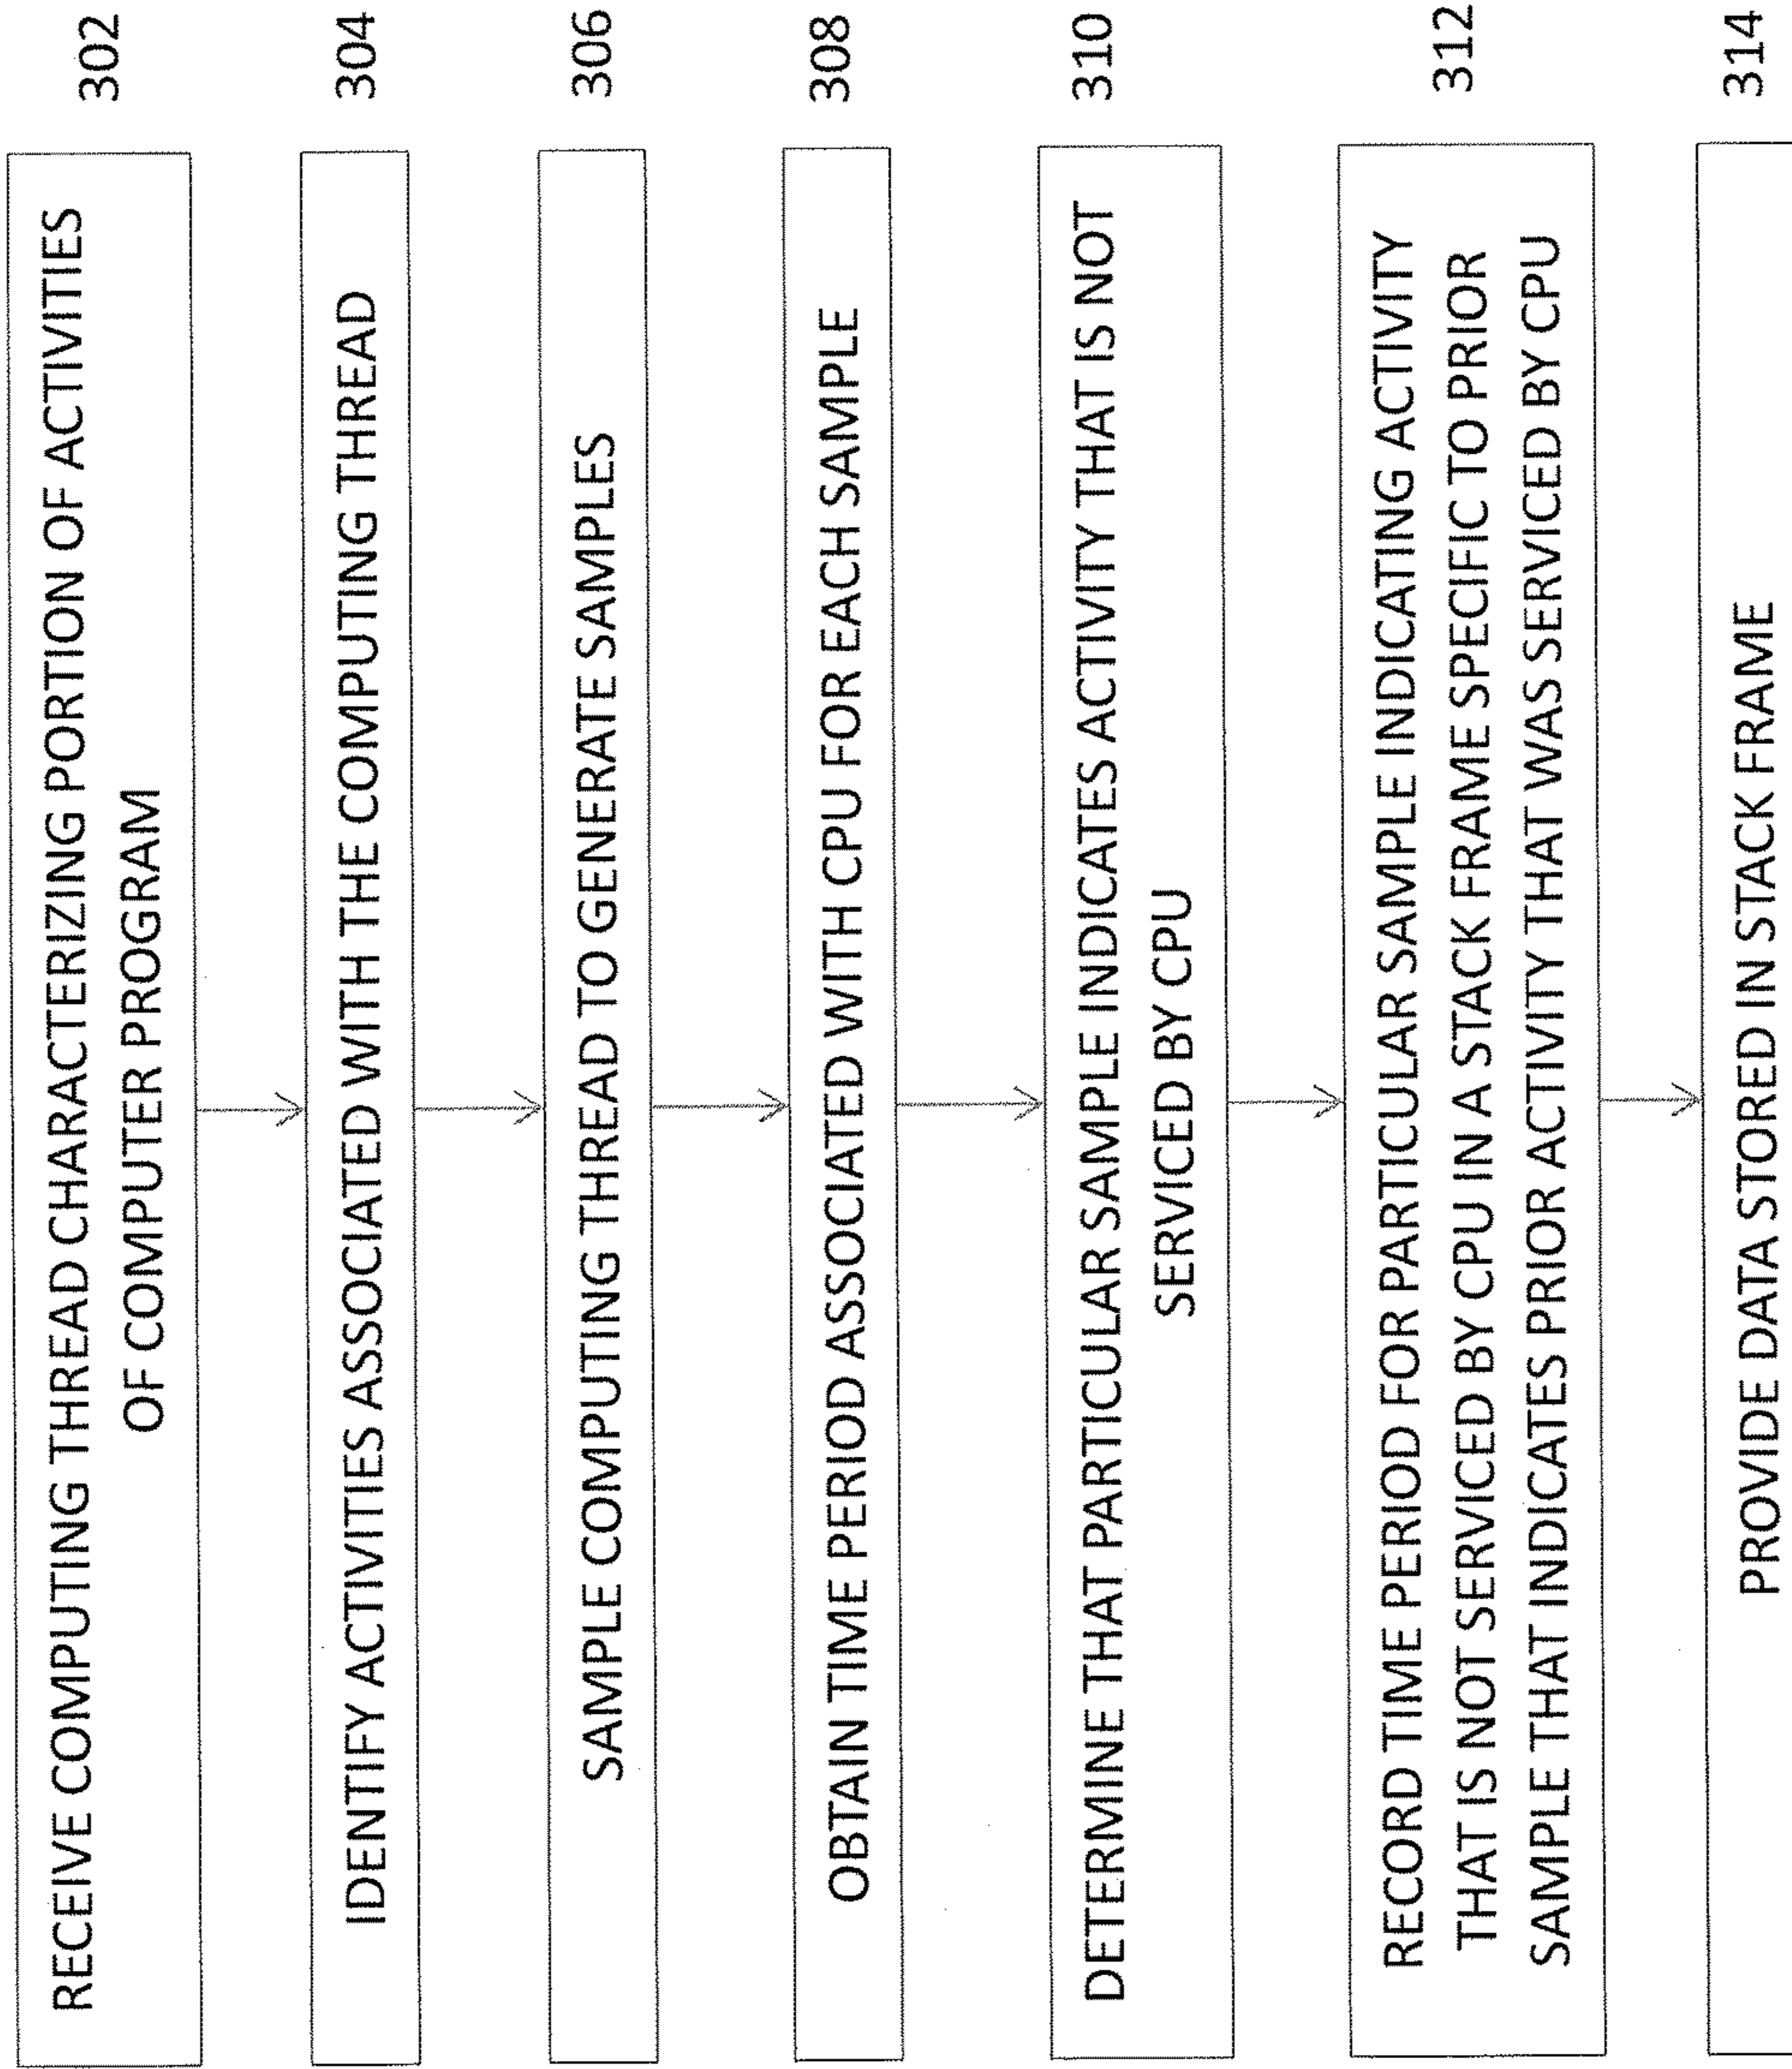 RECEIVE COMPUTING THREAD CHARACTERIZING PORTION OF ACTIVITIES
OF COMPUTER PROGRAM
302
IDENTIFY ACTIVITIES ASSOCIATED WITH THE COMPUTING THREAD
304
SAMPLE COMPUTING THREAD TO GENERATE SAMPLES
306
OBTAIN TIME PERIOD ASSOCIATED WITH CPU FOR EACH SAMPLE
308
DETERMINE THAT PARTICULAR SAMPLE INDICATES ACTIVITY THAT IS NOT
SERVICED BY CPU
310
RECORD TIME PERIOD FOR PARTICULAR SAMPLE INDICATING ACTIVITY
THAT IS NOT SERVICED BY CPU IN A STACK FRAME SPECIFIC TO PRIOR
SAMPLE THAT INDICATES PRIOR ACTIVITY THAT WAS SERVICED BY CPU
312
PROVIDE DATA STORED IN STACK FRAME
314